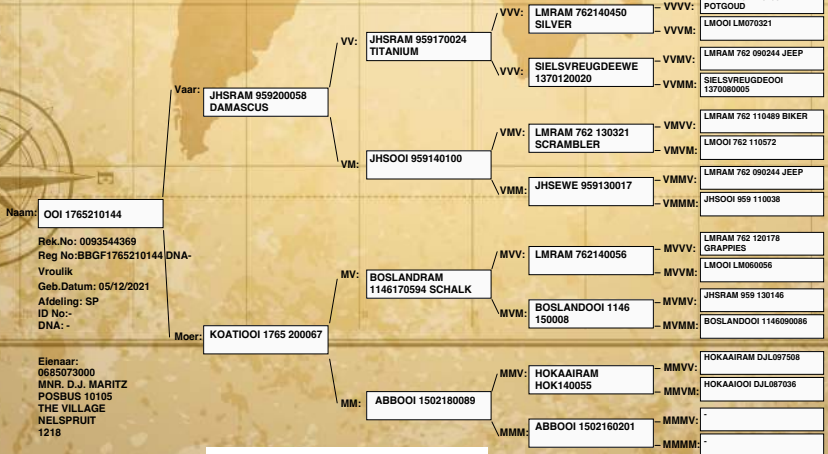 Naam:
OOI 1765210144
Rek.No: 0093544369
Reg No:BBGF1765210144 DNA-
Vroulik
Geb.Datum: 05/12/2021
Afdeling: SP
ID No:-
DNA: -
Eienaar:
0685073000
MNR. D.J. MARITZ
POSBUS 10105
THE VILLAGE
NELSPRUIT
1218
Vaar:
JHSRAM 959200058
DAMASCUS
Moer:
KOATIOOI 1765 200067
VV:
JHSRAM 959170024
TITANIUM
VM:
JHSOOI 959140100
MV:
BOSLANDRAM
1146170594 SCHALK
MM:
ABBOOI 1502180089
VVV:
LMRAM 762140450
SILVER
VVV:
SIELSVREUGDEEWE
1370120020
VMV:
LMRAM 762 130321
SCRAMBLER
VMM:
JHSEWE 959130017
MVV:
LMRAM 762140056
MVM:
BOSLANDOOI 1146
150008
MMV:
HOKAAIRAM
HOK140055
MMM:
ABBOOI 1502160201
VVVV:
POTGOUD
VVVM:
LMOOI LM070321
VVMV:
LMRAM 762 090244 JEEP
VVMM:
SIELSVREUGDEOOI
1370080005
VMVV:
LMRAM 762 110489 BIKER
VMVM:
LMOOI 762 110572
VMMV:
LMRAM 762 090244 JEEP
VMMM:
JHSOOI 959 110038
MVVV:
LMRAM 762 120178
GRAPPIES
MVVM:
LMOOI LM060056
MVMV:
JHSRAM 959 130146
MVMM:
BOSLANDOOI 1146090086
MMVV:
HOKAAIRAM DJL097508
MMVM:
HOKAAIOOI DJL087036
MMMV:
-
MMMM:
-
E